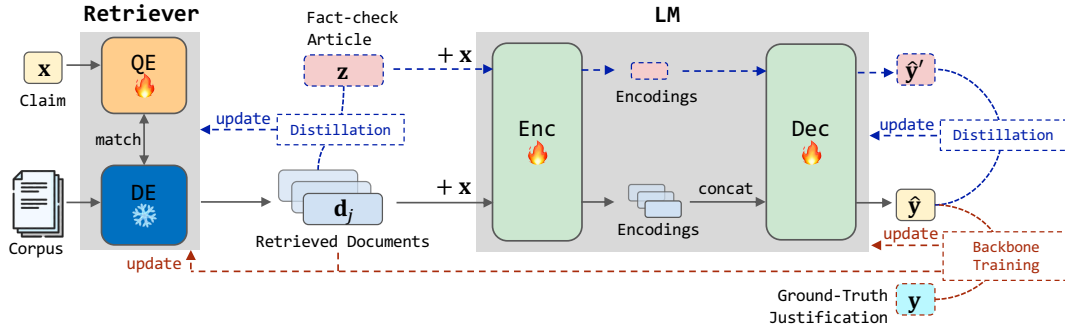 Retriever
LM
Fact-check
Article
x
QE
z
+ x
ŷ′
Claim
Encodings
update
Distillation
Enc
Dec
update
Distillation
match
DE
d_j
+ x
concat
ŷ
Corpus
Retrieved Documents
Encodings
update
update
Backbone
Training
Ground-Truth
Justification
y